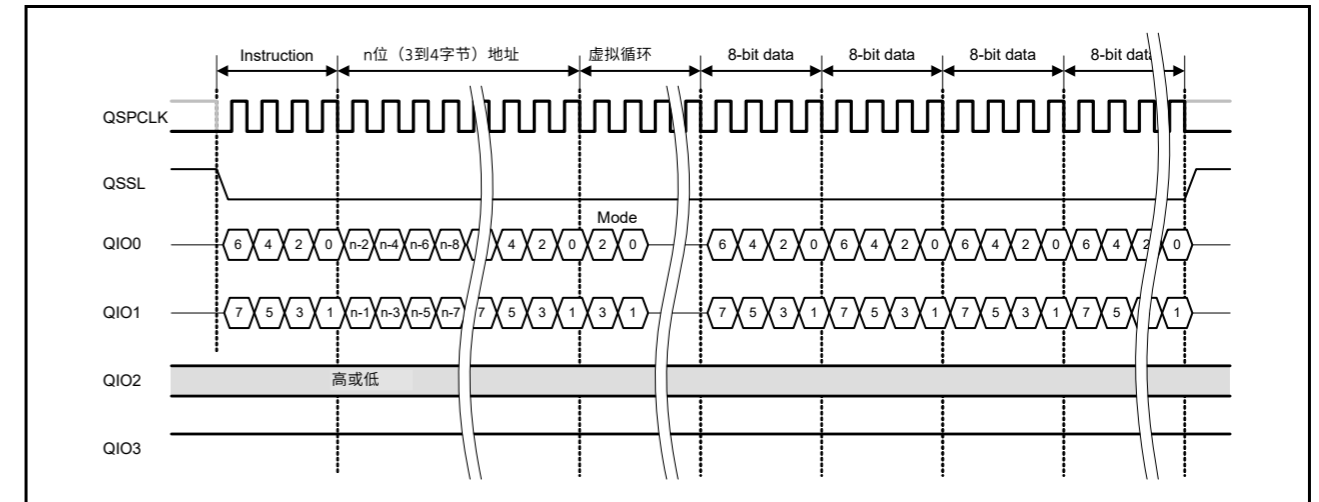 Instruction n位（3到4字节）地址 虚拟循环 8-bit data 8-bit data 8-bit data 8-bit data
QSPCLK
QSSL
Mode
QIO0 6 4 2 0 n-2 n-4 n-6 n-8 4 2 0 2 0 6 4 2 0 6 4 2 0 6 4 2 0 6 4 2 0
QIO1 7 5 3 1 n-1 n-3 n-5 n-7 7 5 3 1 3 1 7 5 3 1 7 5 3 1 7 5 3 1 7 5 1
QIO2 高或低
QIO3